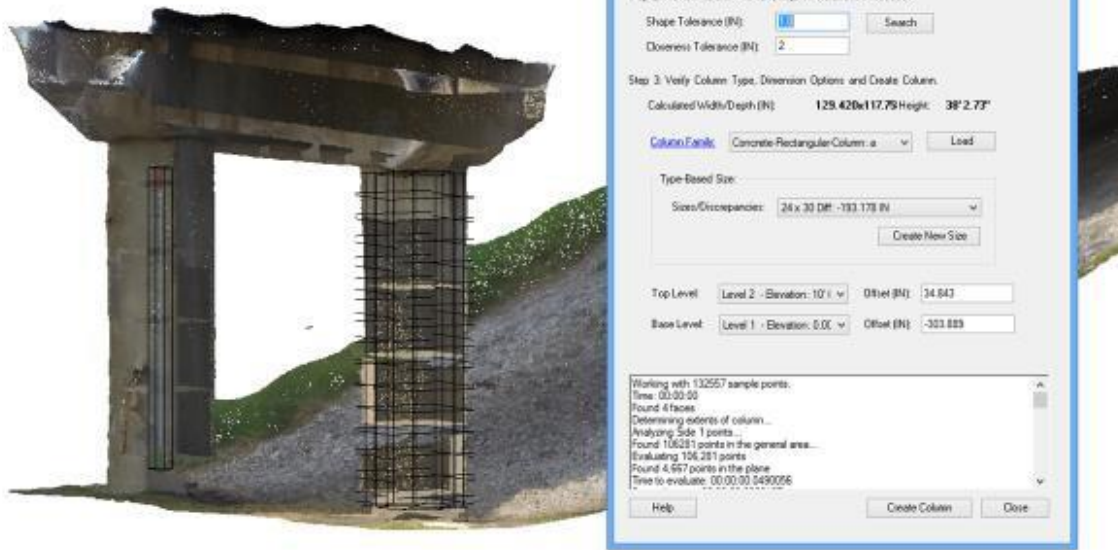 Shape Tolerance (IN):
Search
Closeness Tolerance (IN): 2
Step 3: Verify Column Type, Dimension Options and Create Column.
Calculated Width/Depth (IN): 129.420x117.75 Height: 38' 2.73"
Column Family: Concrete-Rectangular-Column: a Load
Type-Based Size:
Sizes/Discrepancies: 24 x 30 Diff: -193.178 IN
Create New Size
Top Level: Level 2 - Elevation: 10' Offset (IN): 34.843
Base Level: Level 1 - Elevation: 0.0( Offset (IN): -303.889
Working with 132557 sample points.
Time: 00:00:00
Found 4 faces
Determining extents of column...
Analyzing Side 1 points...
Found 106281 points in the general area...
Evaluating 106,281 points
Found 4,667 points in the plane
Time to evaluate: 00:00:00.0490056
Help Create Column Close